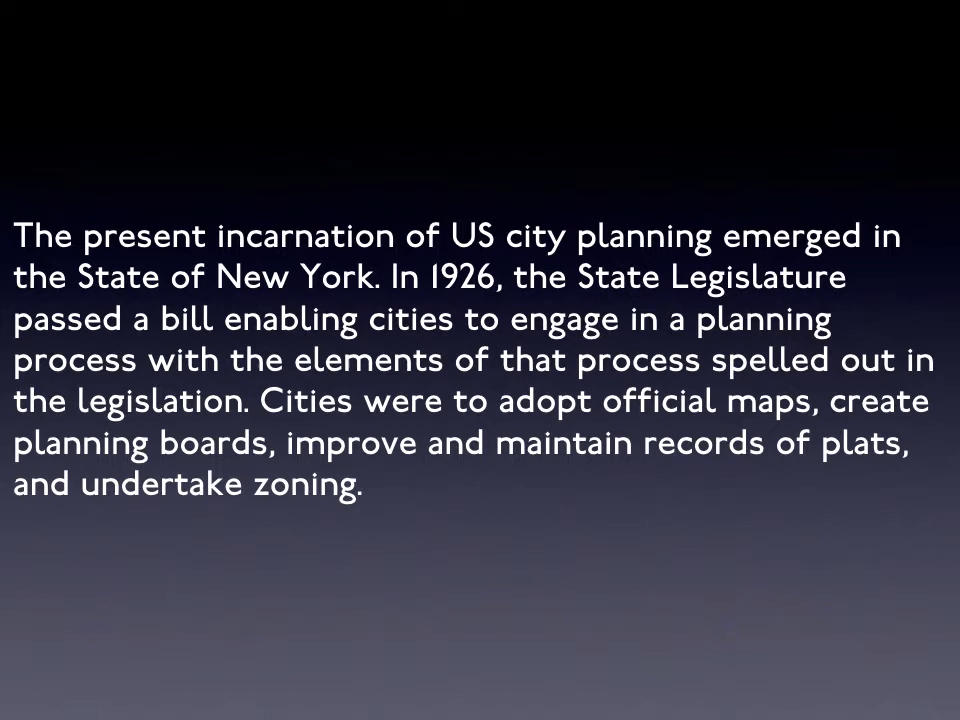 The present incarnation of US city planning emerged in
the State of New York. In 1926, the State Legislature
passed a bill enabling cities to engage in a planning
process with the elements of that process spelled out in
the legislation. Cities were to adopt official maps, create
planning boards, improve and maintain records of plats,
and undertake zoning.